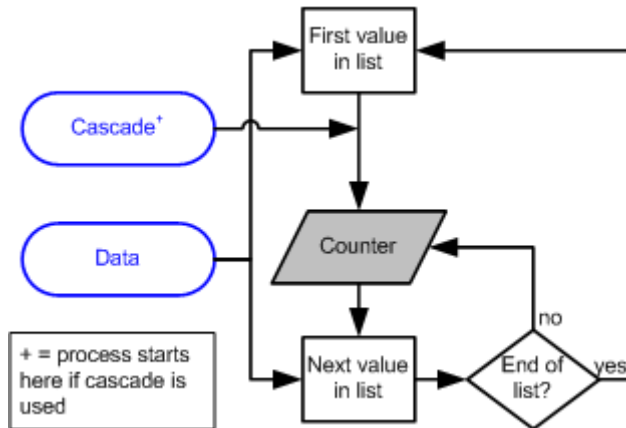 First value
in list
Cascade+
Counter
Data
no
+ = process starts
here if cascade is
used
Next value
in list
End of
list?
yes